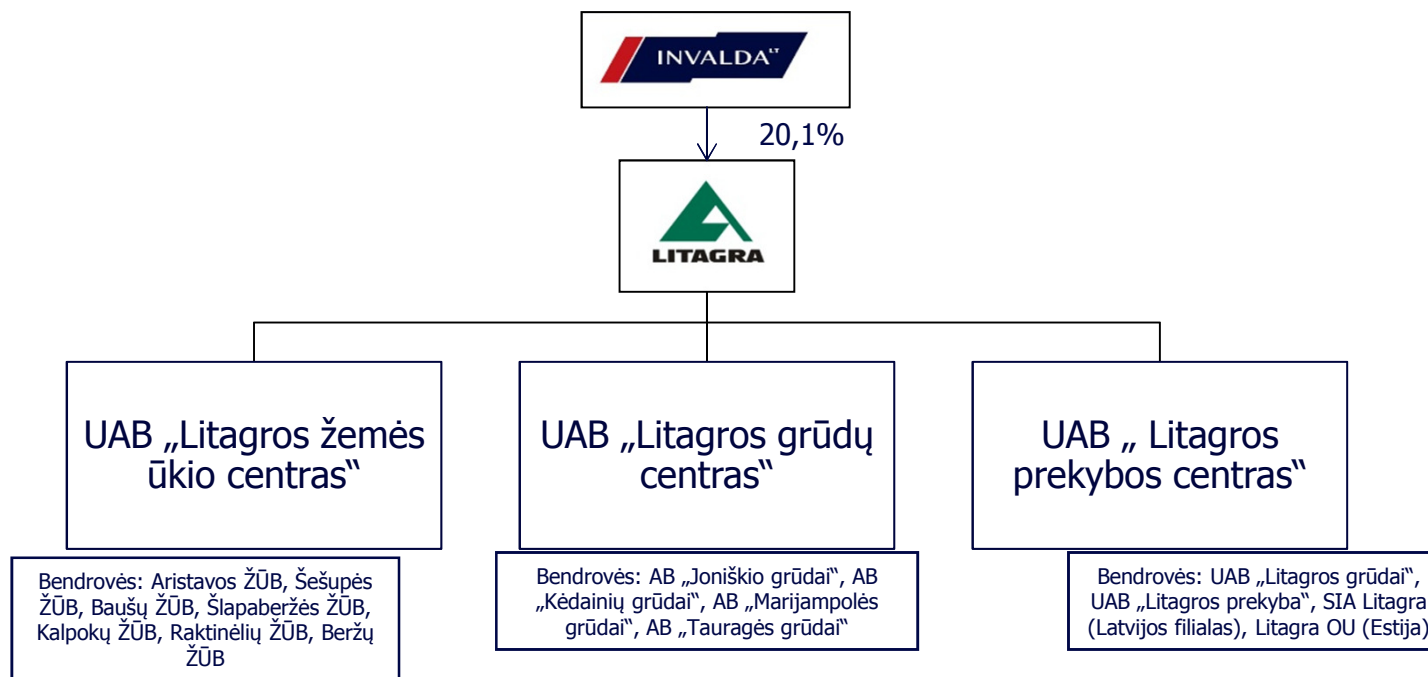 INVALDA LT
20,1%
LITAGRA
UAB „Litagros žemės
ūkio centras“
UAB „Litagros grūdų
centras“
UAB „ Litagros
prekybos centras“
Bendrovės: Aristavos ŽŪB, Šešupės
ŽŪB, Baušų ŽŪB, Šlapaberžės ŽŪB,
Kalpokų ŽŪB, Raktinėlių ŽŪB, Beržų
ŽŪB
Bendrovės: AB „Joniškio grūdai“, AB
„Kėdainių grūdai“, AB „Marijampolės
grūdai“, AB „Tauragės grūdai“
Bendrovės: UAB „Litagros grūdai“,
UAB „Litagros prekyba“, SIA Litagra
(Latvijos filialas), Litagra OU (Estija)